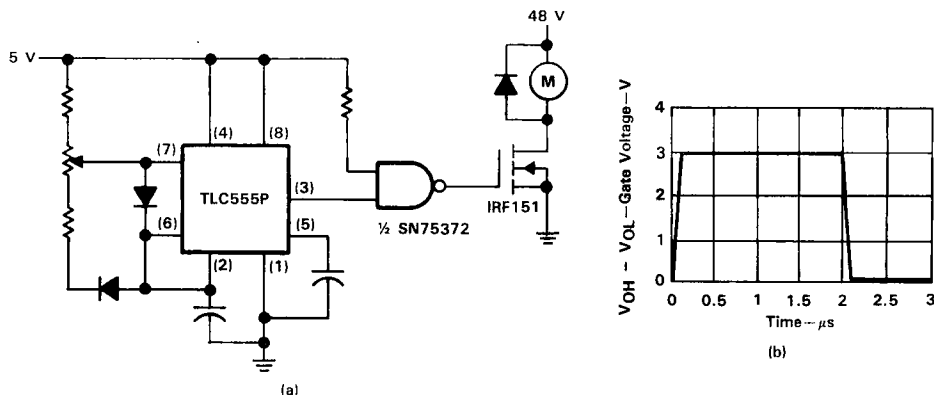 48 V
5 V
M
(4)
(8)
(7)
TLC555P
(3)
IRF151
(6)
(5)
½ SN75372
(2)
(1)
(a)
VOH – VOL–Gate Voltage–V
4
3
2
1
0
0 0.5 1 1.5 2 2.5 3
Time–μs
(b)